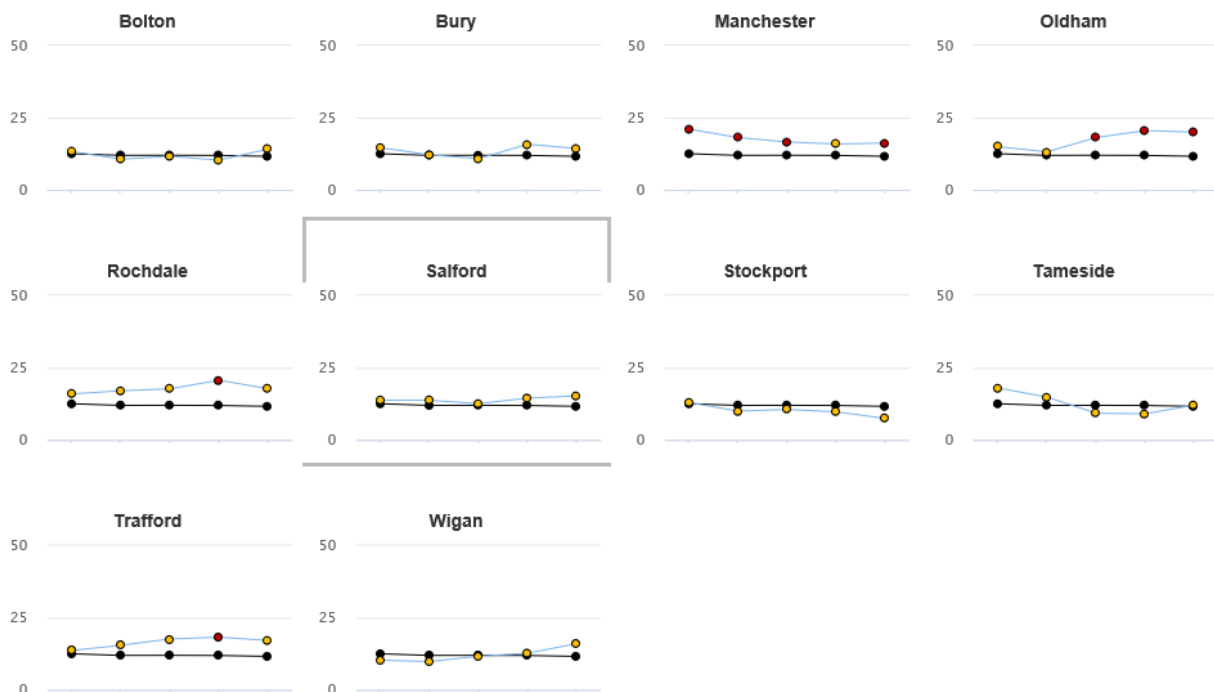 Bolton Bury Manchester Oldham
50 50 50 50
25 25 25 25
0 0 0 0
Rochdale Salford Stockport Tameside
50 50 50 50
25 25 25 25
0 0 0 0
Trafford Wigan
50 50
25 25
0 0